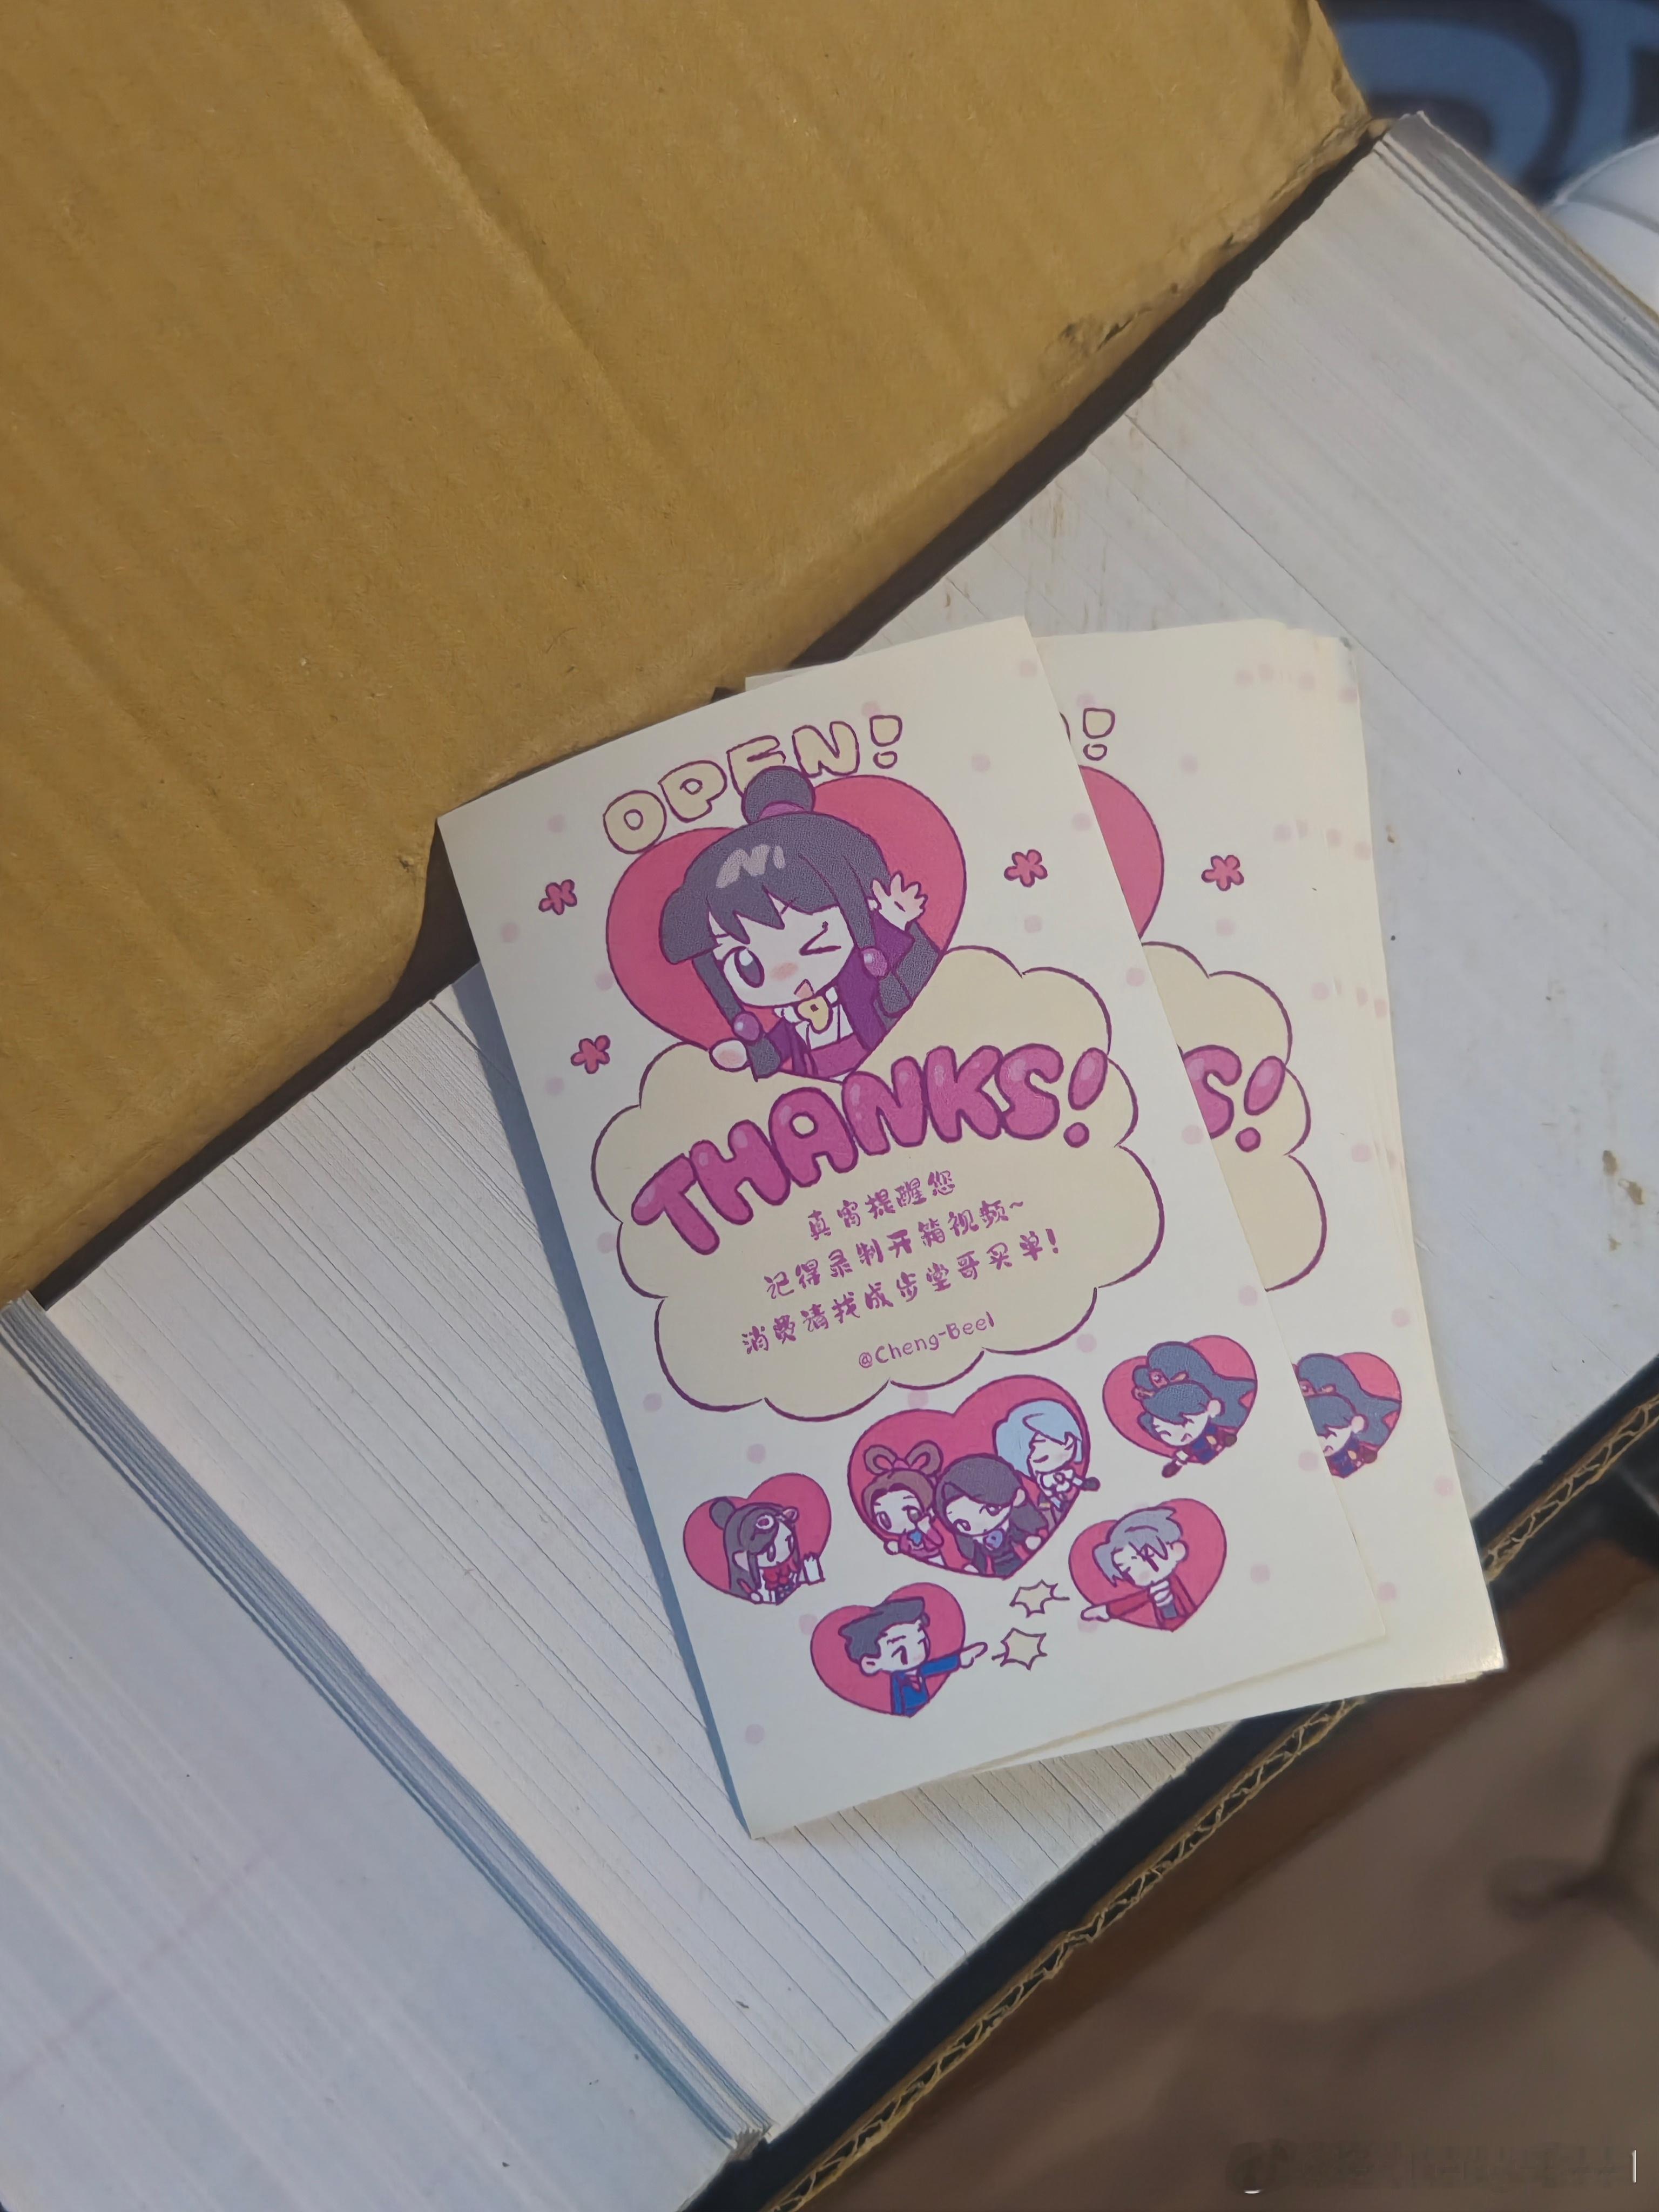 OPEN!
THANKS!
真宵提醒您
记得录制开箱视频~
消费请找成步堂哥买单!
@Cheng-Beel
!
S!